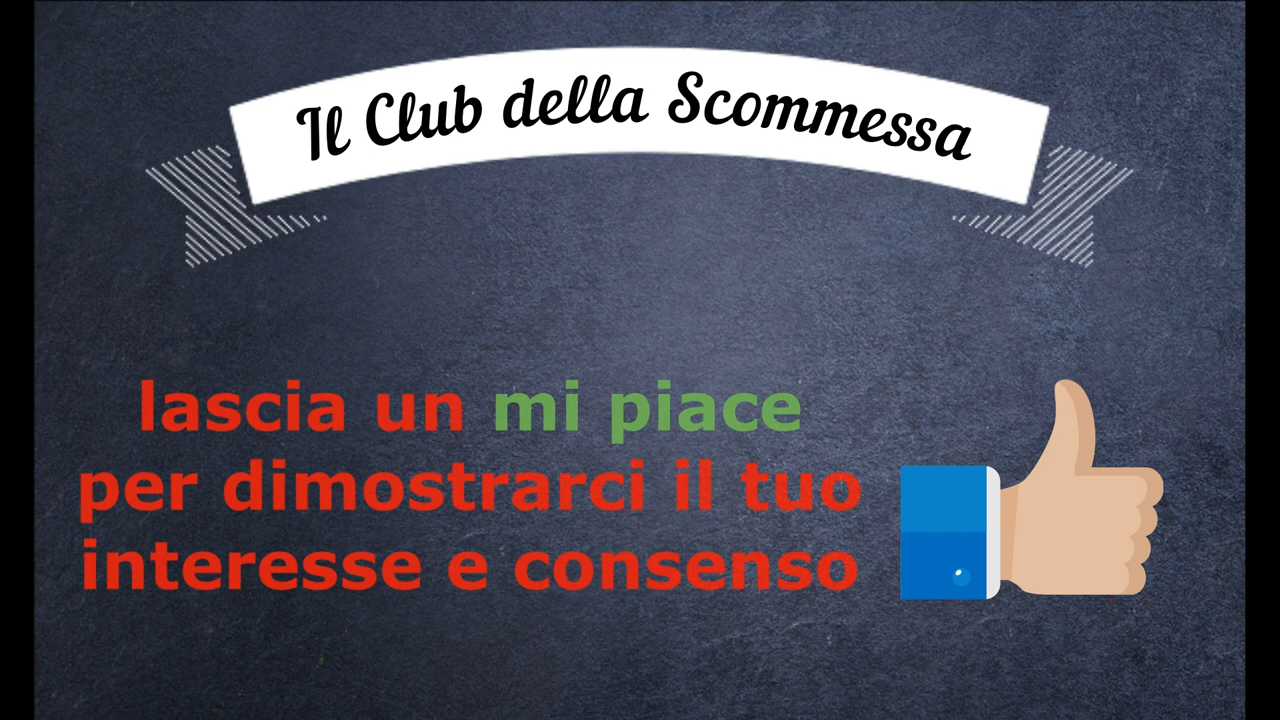 Il Club della Scommessa
lascia un mi piace
per dimostrarci il tuo
interesse e consenso